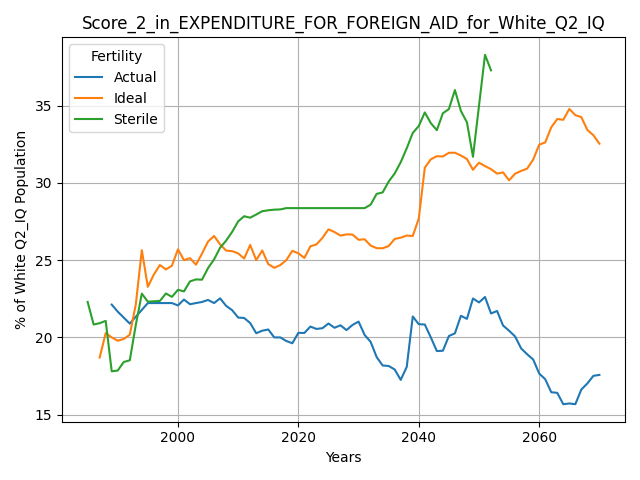 Score_2_in_EXPENDITURE_FOR_FOREIGN_AID_for_White_Q2_IQ
Fertility
Actual
Ideal
Sterile
% of White Q2_IQ Population
35
30
25
20
15
2000
2020
2040
2060
Years